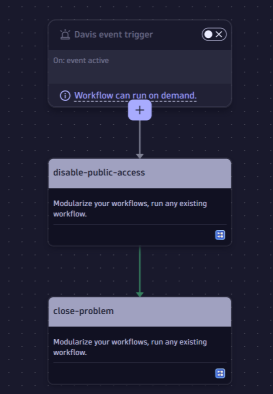 Davis event trigger
On: event active
Workflow can run on demand.
disable-public-access
Modularize your workflows, run any existing
workflow.
close-problem
Modularize your workflows, run any existing
workflow.